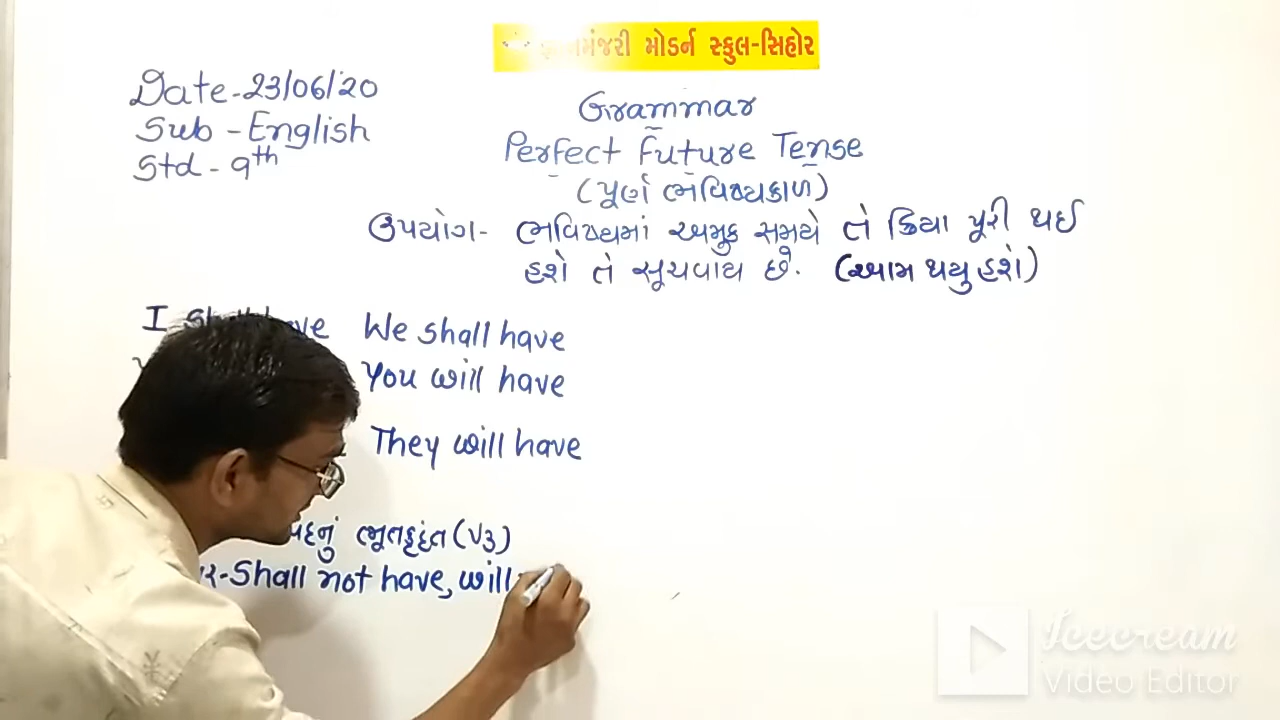 મંજરી મોડર્ન સ્કુલ-સિહોર
Date-23/06/20
Sub - English
Std - 9th
Grammar
Perfect Future Tense
(પૂર્ણ ભવિષ્યકાળ)
ઉપયોગ- ભવિષ્યમાં અમુક સમયે તે ક્રિયા પૂરી થઈ
હશે તે સૂચવાય છે. (આમ થયુ હશે)
I We shall have
You will have
They will have
ભૂતકૃદંત (V3)
Shall not have, will
Icecream
Video Editor